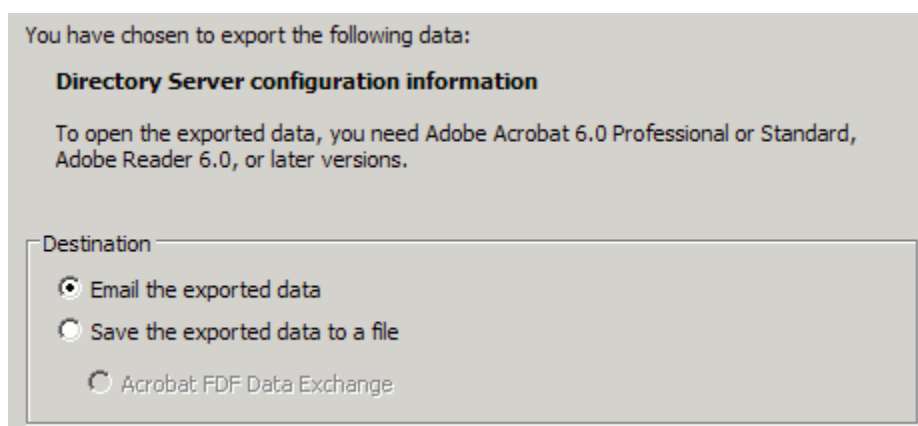 You have chosen to export the following data:
Directory Server configuration information
To open the exported data, you need Adobe Acrobat 6.0 Professional or Standard,
Adobe Reader 6.0, or later versions.
Destination
Email the exported data
Save the exported data to a file
Acrobat FDF Data Exchange